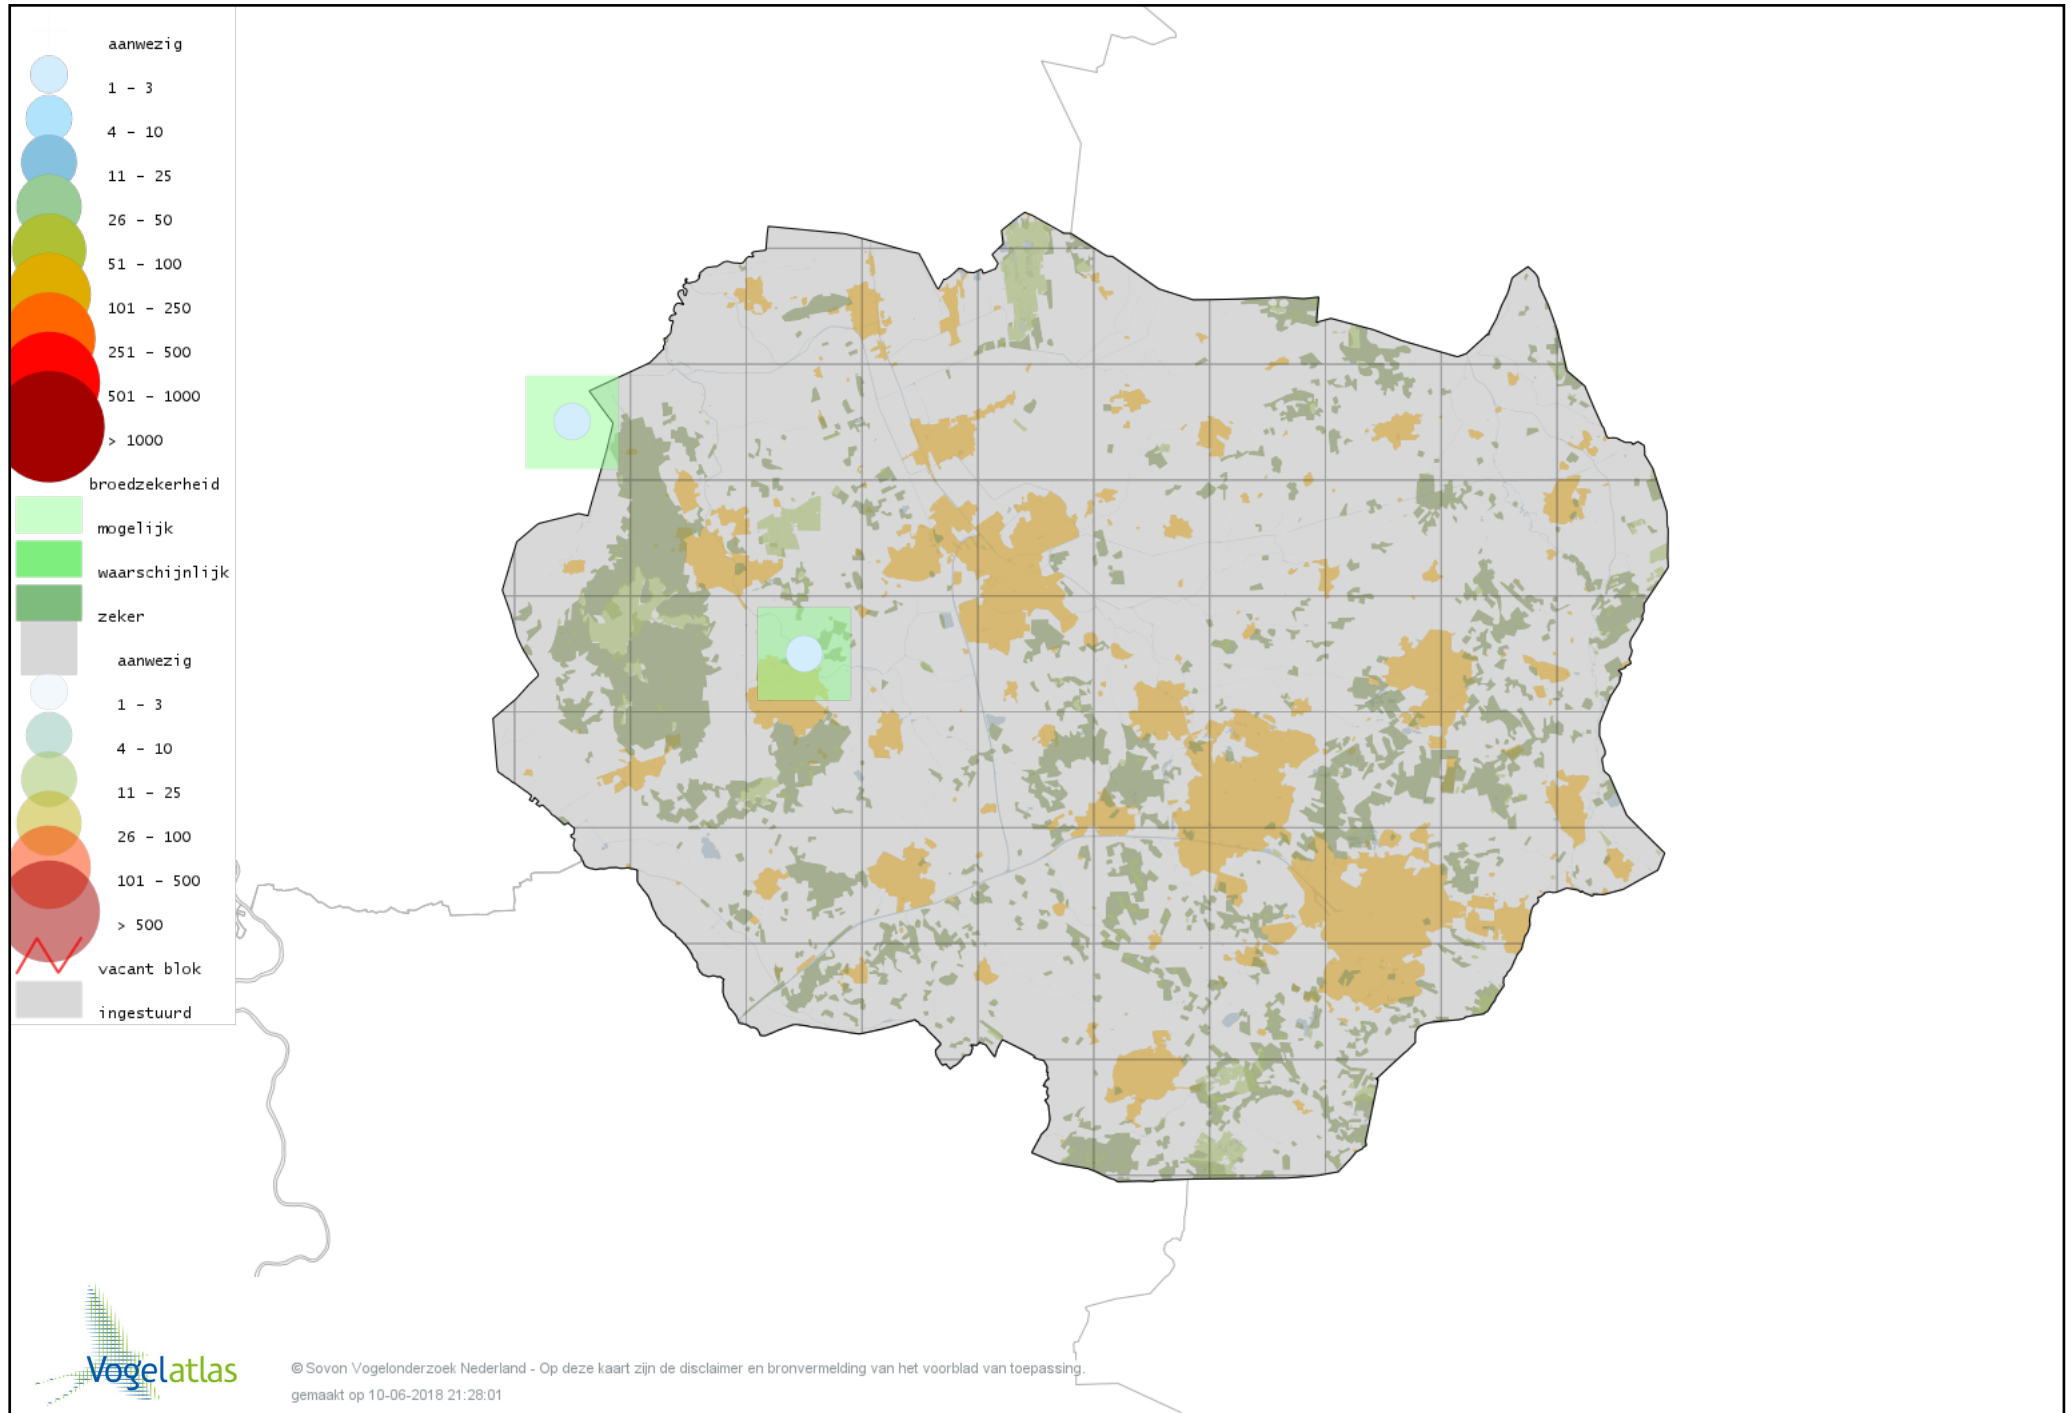 aanwezig
1 - 3
4 - 10
11 - 25
26 - 50
51 - 100
101 - 250
251 - 500
501 - 1000
> 1000
broedzekerheid
mogelijk
waarschijnlijk
zeker
aanwezig
1 - 3
4 - 10
11 - 25
26 - 100
101 - 500
> 500
vacant blok
ingestuurd
Vogelatlas
© Sovon Vogelonderzoek Nederland - Op deze kaart zijn de disclaimer en bronvermelding van het voorblad van toepassing.
gemaakt op 10-06-2018 21:28:01